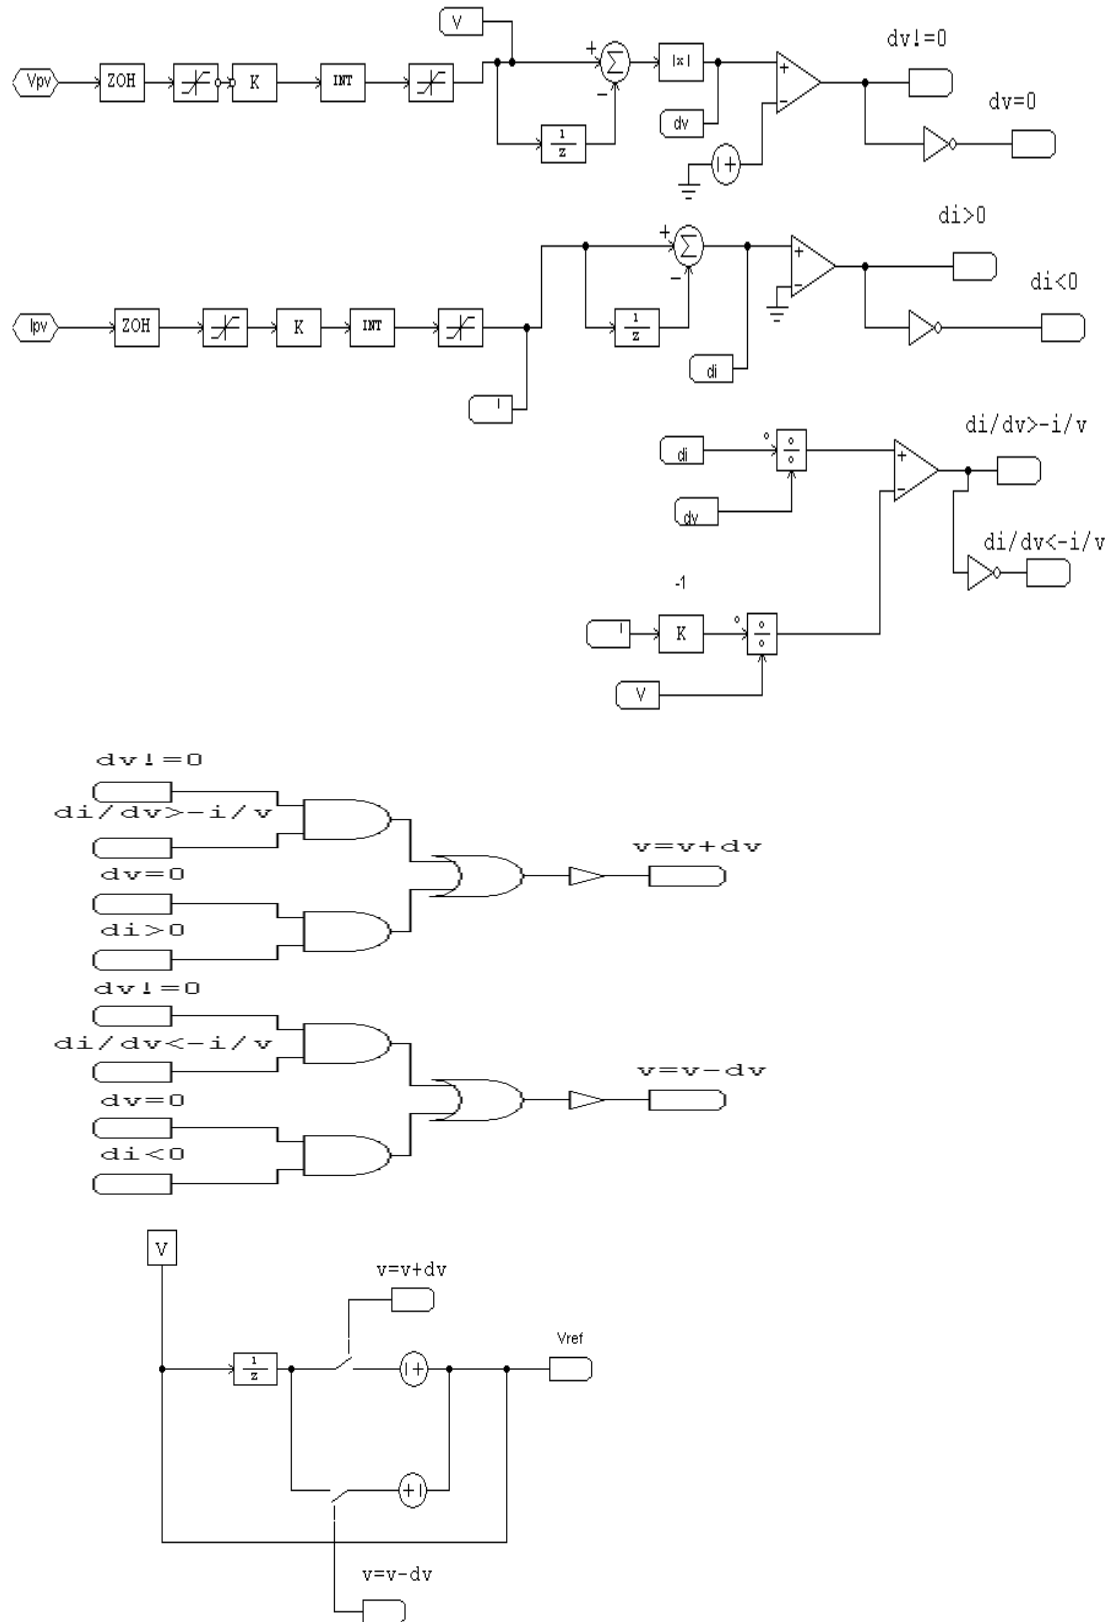 V
dv!=0
Vpv ZOH K INT Σ |x|
+
-
+
-
dv
dv=0
1
z
|+
di>0
+ Σ
-
+
-
di<0
Ipv ZOH K INT
1
z
di
I
di/dv>-i/v
di
+
-
dv
di/dv<-i/v
-1
I K
V
dv!=0
di/dv>-i/v
v=v+dv
dv=0
di>0
dv!=0
di/dv<-i/v
v=v-dv
dv=0
di<0
V
v=v+dv
Vref
1
z
|+
+|
v=v-dv